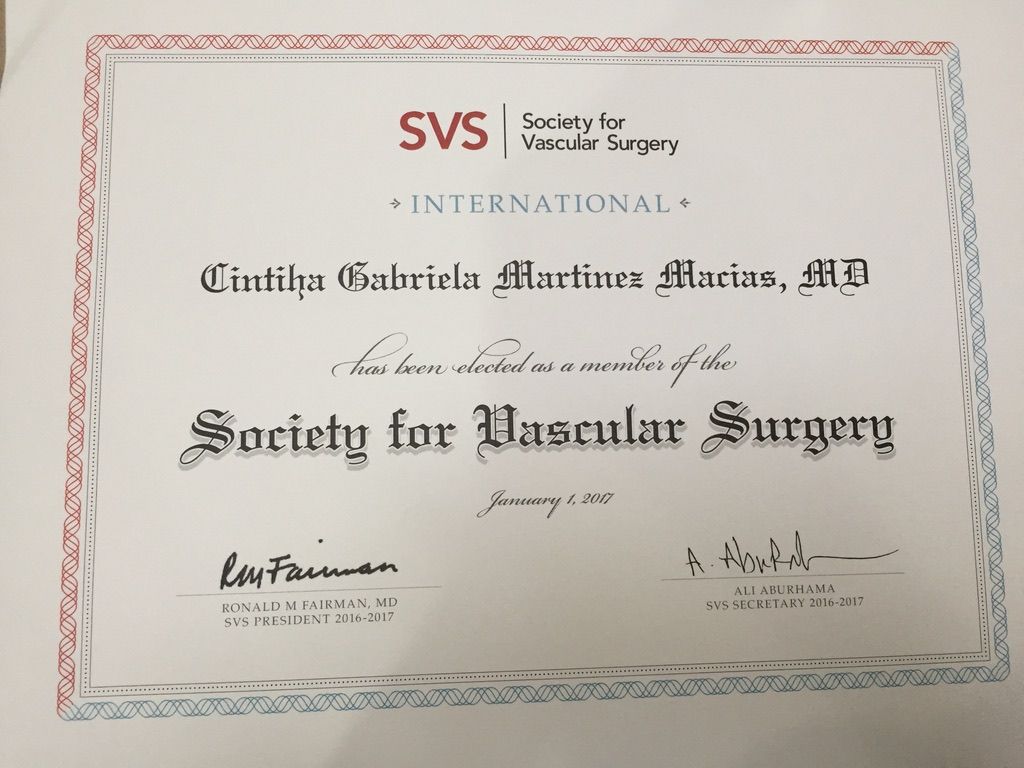 SVS
Society for
Vascular Surgery
INTERNATIONAL
Cintiha Gabriela Martinez Macias, MD
has been elected as a member of the
Society for Vascular Surgery
January 1, 2017
RMFairman
A. AbuRah
RONALD M FAIRMAN, MD
SVS PRESIDENT 2016-2017
ALI ABURHAMA
SVS SECRETARY 2016-2017